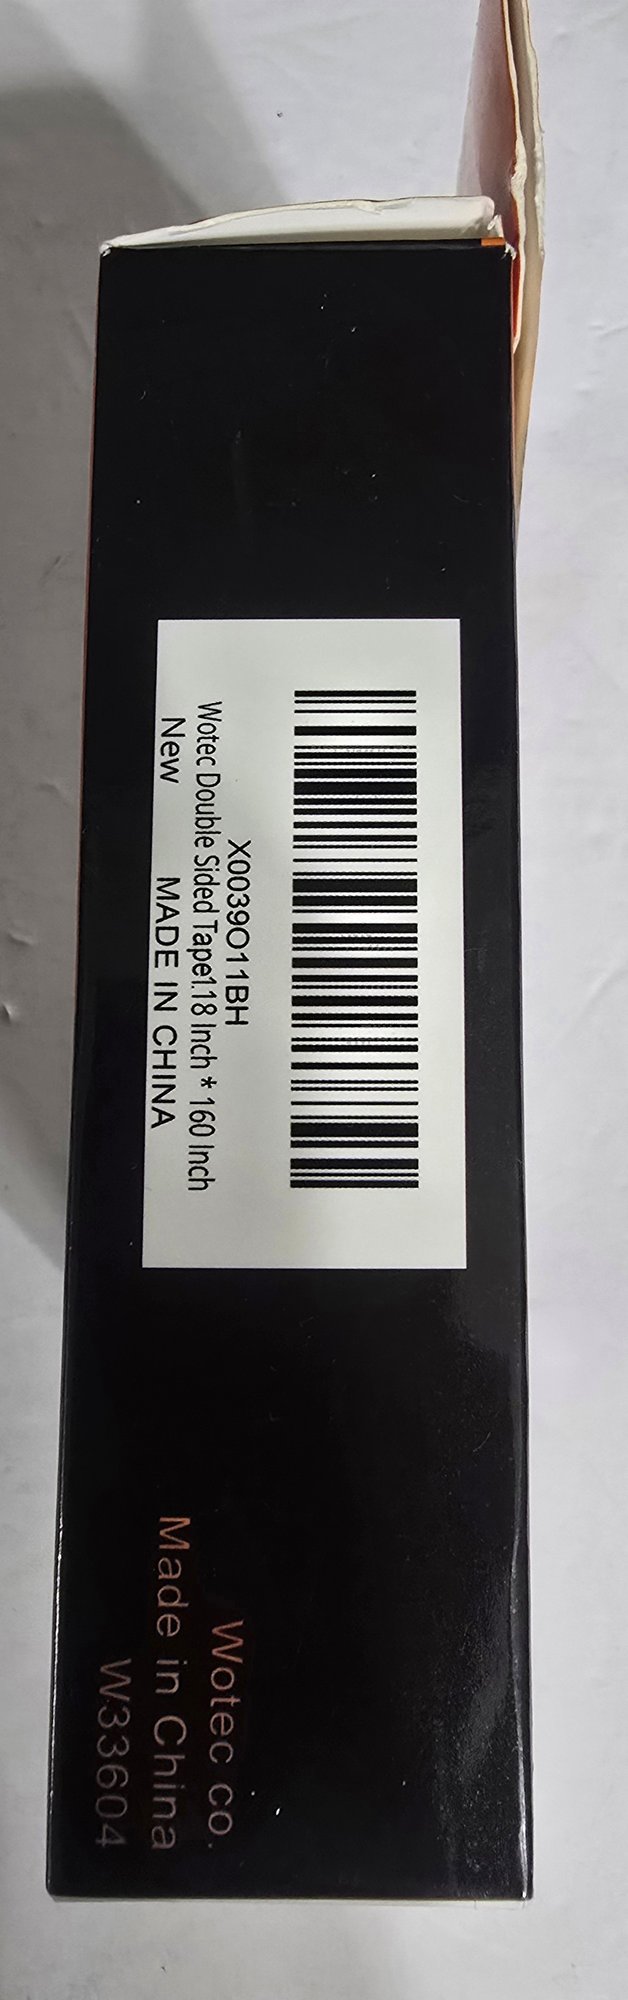 X0039O11BH
Wotec Double Sided Tape1.18 Inch * 160 Inch
New MADE IN CHINA
Wotec co.
Made in China
W33604